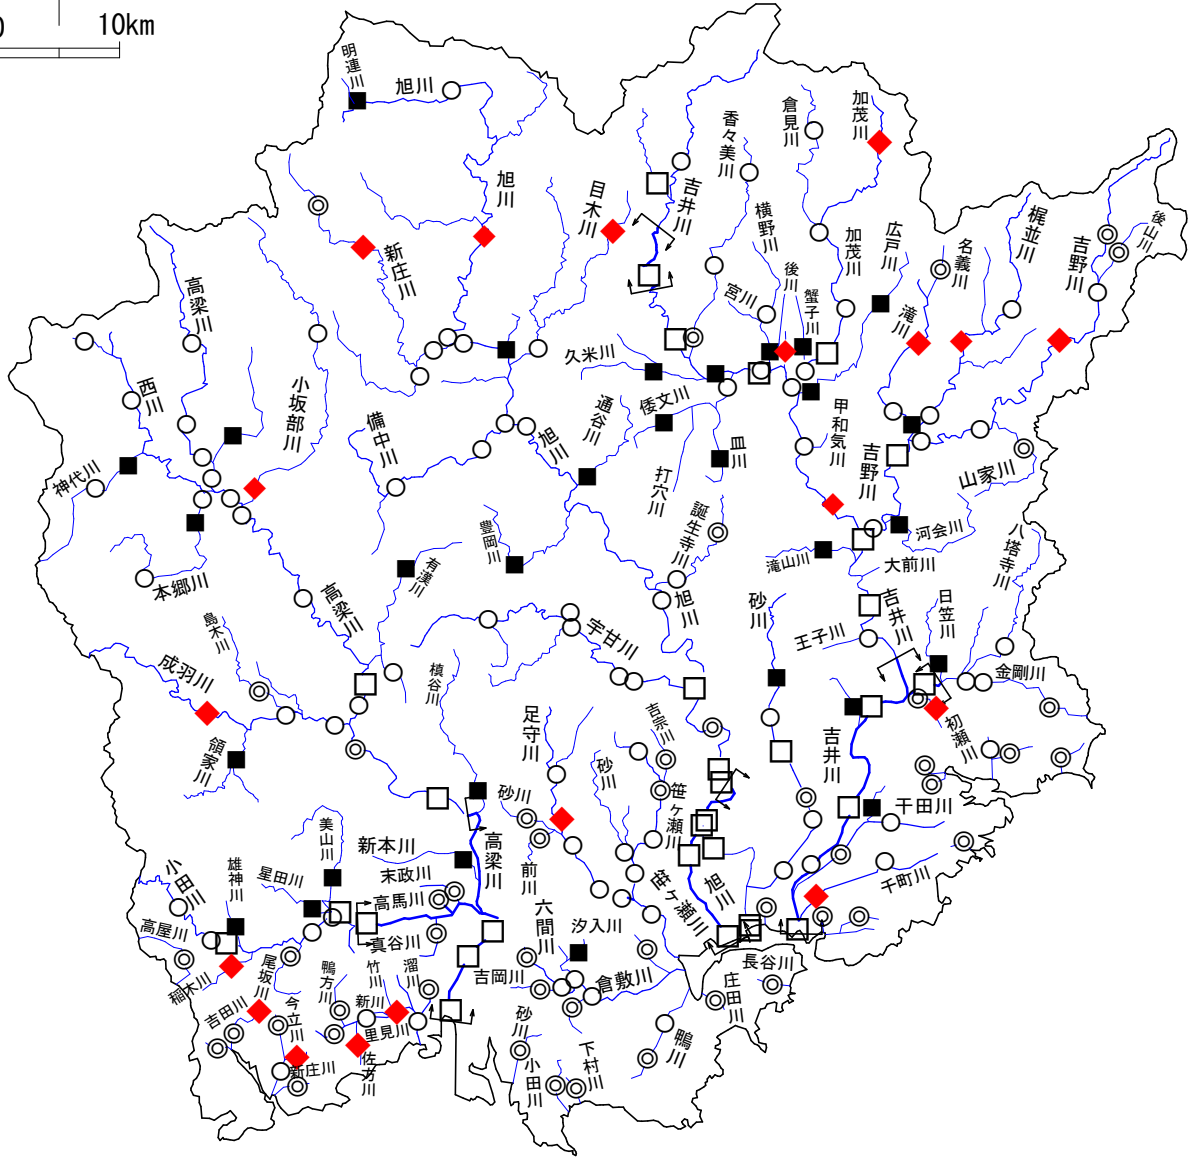 0
10km
明連川
旭川
加茂川
倉見川
香々美川
旭川
目木川
吉井川
横野川
加茂川
広戸川
名義川
梶並川
後山川
吉野川
新庄川
高梁川
後川
宮川
蟹子川
滝川
久米川
西川
小坂部川
備中川
通谷川
倭文川
旭川
皿川
甲和気川
吉野川
山家川
神代川
打穴川
誕生寺川
豊岡川
河会川
八塔寺川
滝山川
大前川
有漢川
本郷川
高梁川
島木川
旭川
砂川
吉井川
日笠川
王子川
宇甘川
成羽川
槙谷川
金剛川
足守川
吉宗川
初瀬川
吉井川
領家川
砂川
砂川
笹ヶ瀬川
干田川
美山川
新本川
高梁川
前川
末政川
小田川
雄神川
星田川
高馬川
六間川
笹ヶ瀬川
旭川
干町川
高屋川
真谷川
汐入川
稲木川
尾坂川
鴨方川
竹川
溜川
吉岡川
倉敷川
長谷川
庄田川
吉田川
今立川
新川
里見川
砂川
鴨川
新庄川
佐方川
小田川
下村川